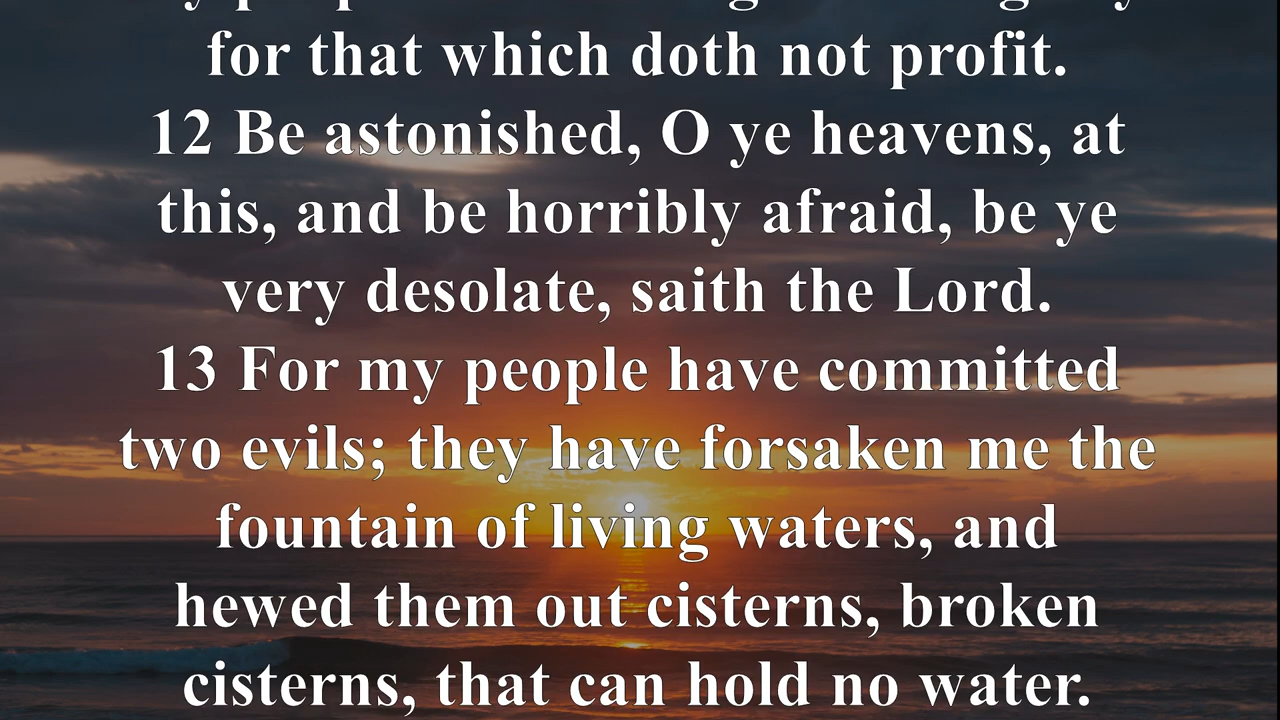 for that which doth not profit.
12 Be astonished, O ye heavens, at
this, and be horribly afraid, be ye
very desolate, saith the Lord.
13 For my people have committed
two evils; they have forsaken me the
fountain of living waters, and
hewed them out cisterns, broken
cisterns, that can hold no water.